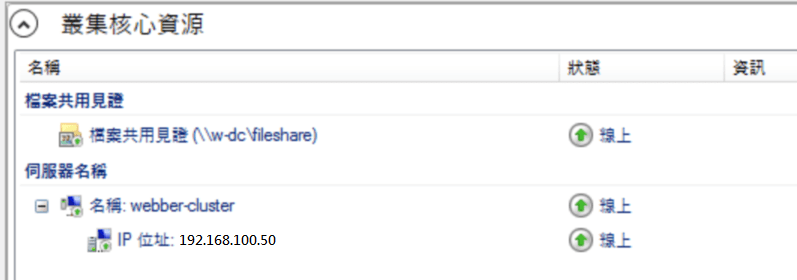 叢集核心資源
名稱 狀態 資訊
檔案共用見證
檔案共用見證 (\\w-dc\fileshare) 線上
伺服器名稱
名稱: webber-cluster 線上
IP 位址: 192.168.100.50 線上